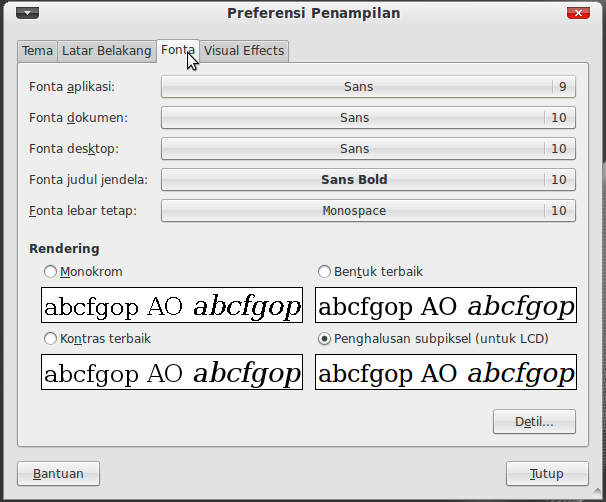 Preferensi Penampilan
Tema Latar Belakang Fonta Visual Effects
Fonta aplikasi: Sans 9
Fonta dokumen: Sans 10
Fonta desktop: Sans 10
Fonta judul jendela: Sans Bold 10
Fonta lebar tetap: Monospace 10
Rendering
Monokrom Bentuk terbaik
abcfgop AO abcfgop abcfgop AO abcfgop
Kontras terbaik Penghalusan subpiksel (untuk LCD)
abcfgop AO abcfgop abcfgop AO abcfgop
Detil...
Bantuan Tutup